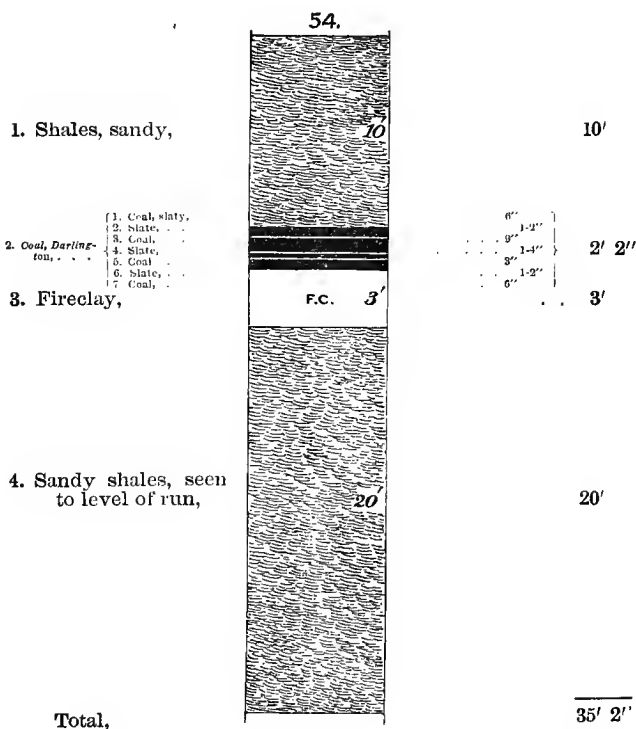 54.
1. Shales, sandy, 10′ 10′
1. Coal, slaty, 6″
2. Slate, . . 1-2″
2. Coal, Darling- 3. Coal, . . . . 9″
ton, . . . 4. Slate, . . . 1-4″ 2′ 2″
5. Coal . . . . 3″
6. Slate, . . . . 1-2″
7 Coal, . . 6″
3. Fireclay, F.C. 3′ . . 3′
4. Sandy shales, seen
to level of run, 20′ 20′
Total, 35′ 2″